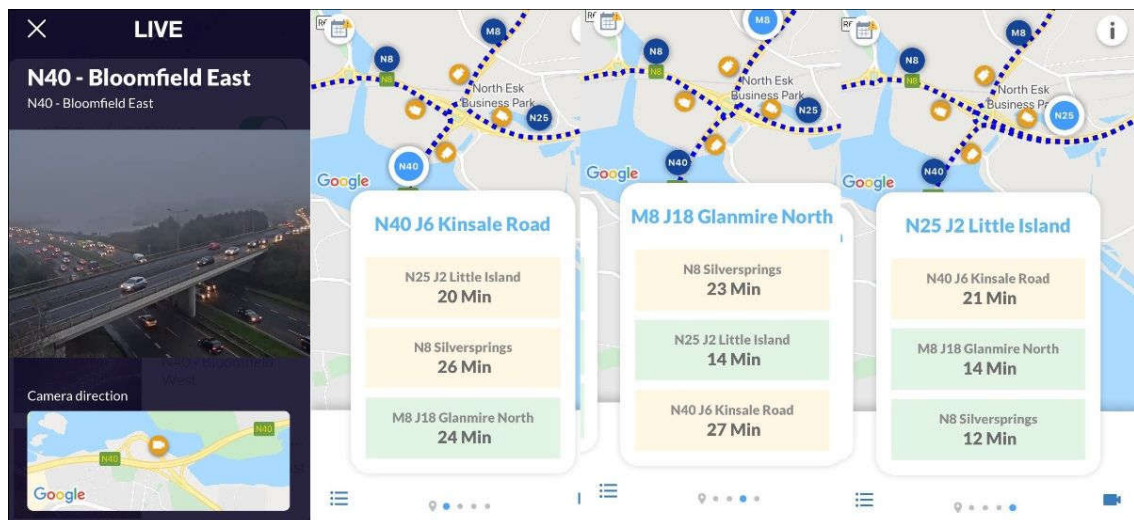 LIVE
N40 - Bloomfield East
N40 - Bloomfield East
Camera direction
N40
N40
Google
M8
N8
N8
North Esk
Business Park
N25
N40
Google
N40 J6 Kinsale Road
N25 J2 Little Island
20 Min
N8 Silversprings
26 Min
M8 J18 Glanmire North
24 Min
M8
N8
N8
North Esk
Business Park
N25
N40
Google
M8 J18 Glanmire North
N8 Silversprings
23 Min
N25 J2 Little Island
14 Min
N40 J6 Kinsale Road
27 Min
M8
i
N8
N8
North Esk
Business
N25
N40
Google
N25 J2 Little Island
N40 J6 Kinsale Road
21 Min
M8 J18 Glanmire North
14 Min
N8 Silversprings
12 Min